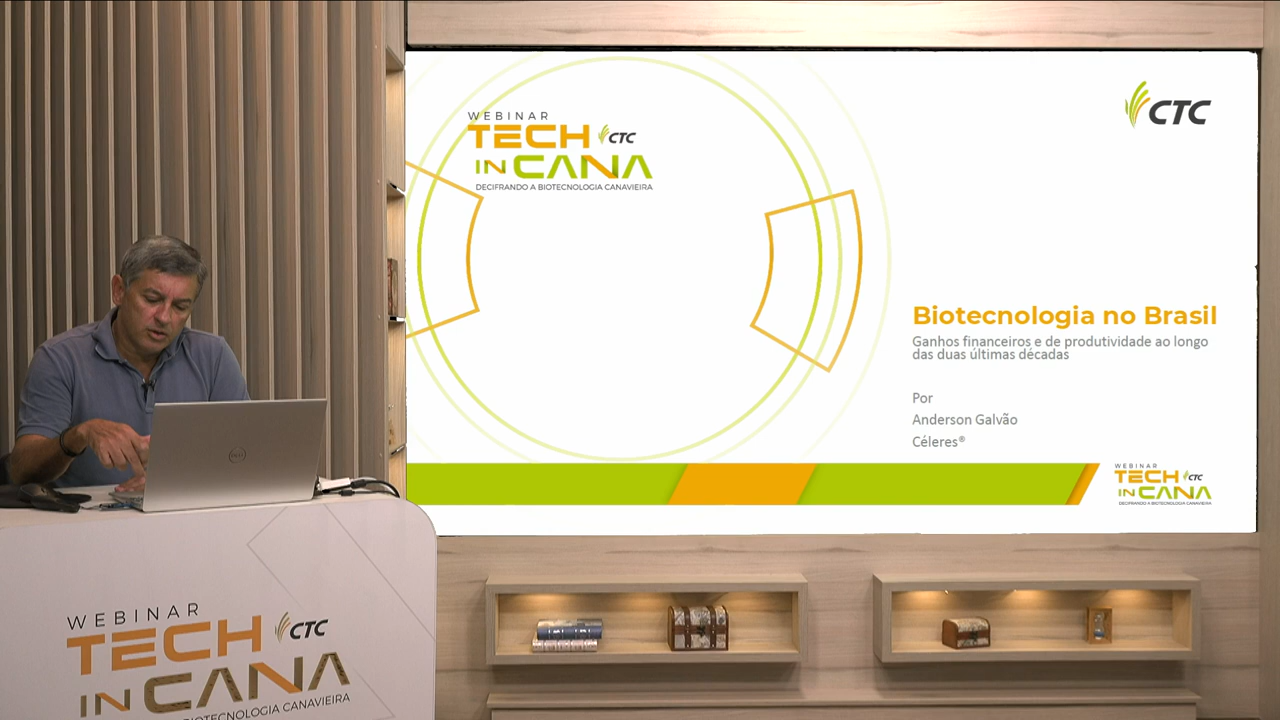 WEBINAR
TECH CTC
IN CANA
DECIFRANDO A BIOTECNOLOGIA CANAVIEIRA
CTC
Biotecnologia no Brasil
Ganhos financeiros e de produtividade ao longo
das duas últimas décadas
Por
Anderson Galvão
Céleres®
WEBINAR
TECH CTC
IN CANA
DECIFRANDO A BIOTECNOLOGIA CANAVIEIRA
DELL
WEBINAR
TECH CTC
IN CANA
BIOTECNOLOGIA CANAVIEIRA